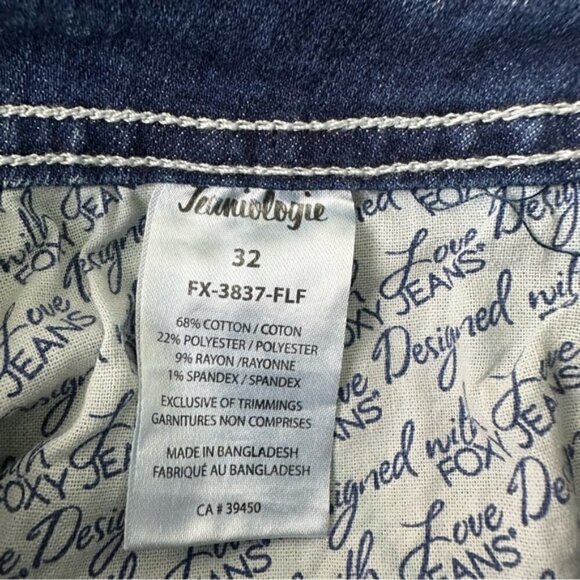 Jeaniologie
32
FX-3837-FLF
68% COTTON / COTON
22% POLYESTER / POLYESTER
9% RAYON /RAYONNE
1% SPANDEX / SPANDEX
EXCLUSIVE OF TRIMMINGS
GARNITURES NON COMPRISES
MADE IN BANGLADESH
FABRIQUÉ AU BANGLADESH
CA # 39450
Designed with Love
FOXY JEANS